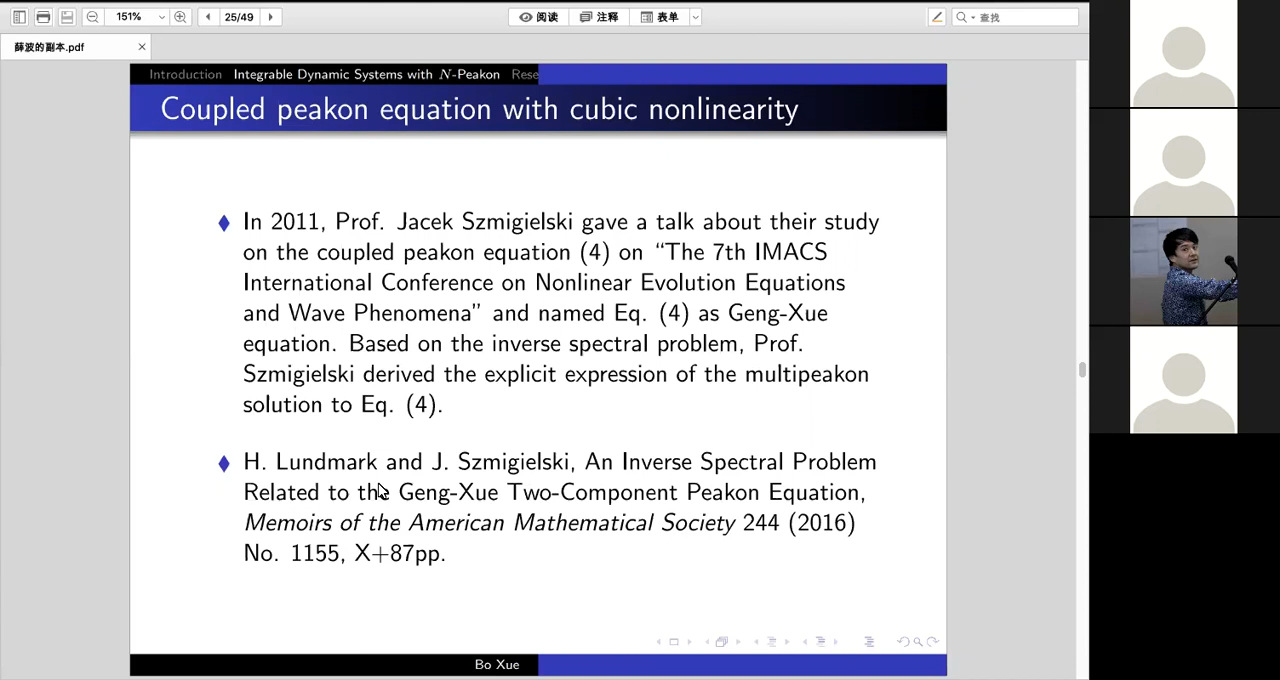 151%
25/49
阅读
注释
表单
查找
薛波的副本.pdf
Introduction Integrable Dynamic Systems with N-Peakon Rese
Coupled peakon equation with cubic nonlinearity
In 2011, Prof. Jacek Szmigielski gave a talk about their study
on the coupled peakon equation (4) on “The 7th IMACS
International Conference on Nonlinear Evolution Equations
and Wave Phenomena” and named Eq. (4) as Geng-Xue
equation. Based on the inverse spectral problem, Prof.
Szmigielski derived the explicit expression of the multipeakon
solution to Eq. (4).
H. Lundmark and J. Szmigielski, An Inverse Spectral Problem
Related to the Geng-Xue Two-Component Peakon Equation,
Memoirs of the American Mathematical Society 244 (2016)
No. 1155, X+87pp.
Bo Xue